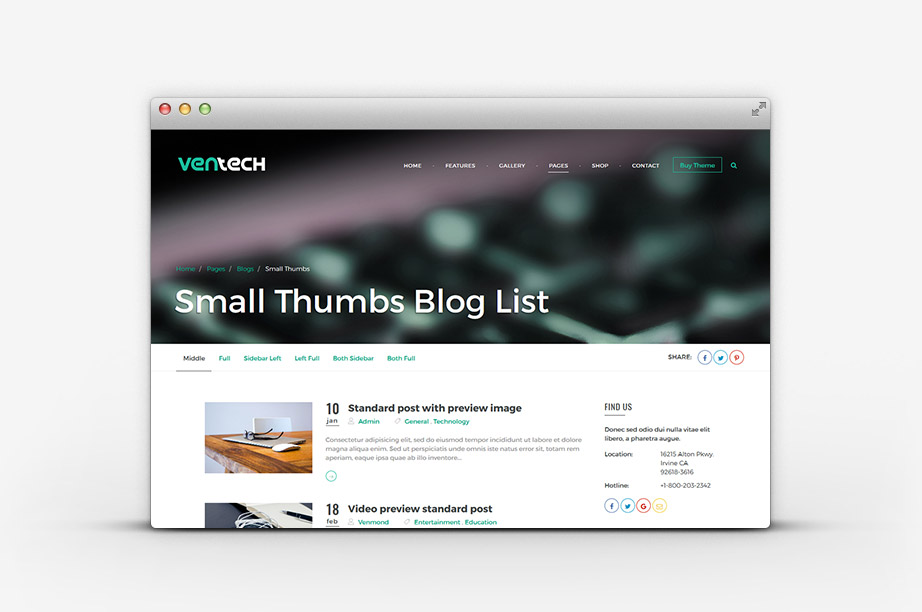 ventech
HOME - FEATURES - GALLERY - PAGES - SHOP - CONTACT Buy Theme
Home / Pages / Blogs / Small Thumbs
Small Thumbs Blog List
Middle Full Sidebar Left Left Full Both Sidebar Both Full SHARE:
10
jan
Standard post with preview image
Admin General . Technology
Consectetur adipisicing elit, sed do eiusmod tempor incididunt ut labore et dolore
magna aliqua enim. Sed ut perspiciatis unde omnis iste natus error sit, totam rem
aperiam, eaque ipsa quae ab illo inventore...
18
feb
Video preview standard post
Venmond Entertainment . Education
FIND US
Donec sed odio dui nulla vitae elit
libero, a pharetra augue.
Location: 16215 Alton Pkwy.
Irvine CA
92618-3616
Hotline: +1-800-203-2342